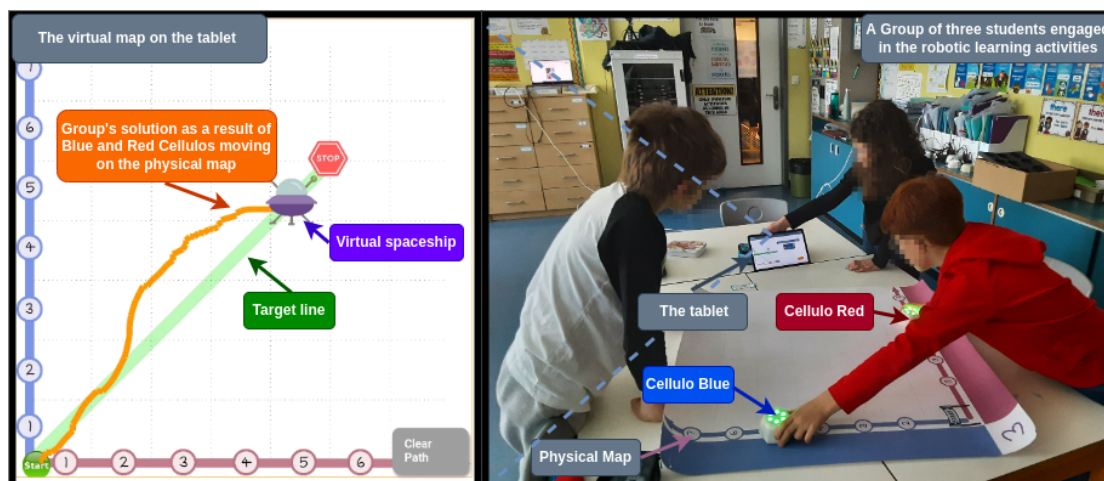 The virtual map on the tablet
7
6
5
4
3
2
1
Group's solution as a result of
Blue and Red Cellulos moving
on the physical map
STOP
Virtual spaceship
Target line
Start
1
2
3
4
5
6
Clear
Path
A Group of three students engaged
in the robotic learning activities
ATTENTION!
there
their
The tablet
Cellulo Red
Cellulo Blue
Physical Map
3